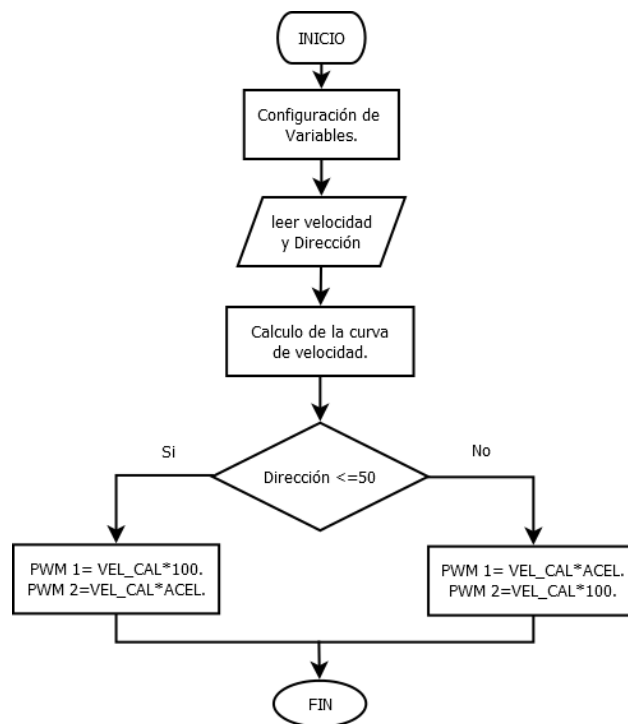 INICIO
Configuración de
Variables.
leer velocidad
y Dirección
Calculo de la curva
de velocidad.
Si
No
Dirección <=50
PWM 1= VEL_CAL*100.
PWM 2=VEL_CAL*ACEL.
PWM 1= VEL_CAL*ACEL.
PWM 2=VEL_CAL*100.
FIN